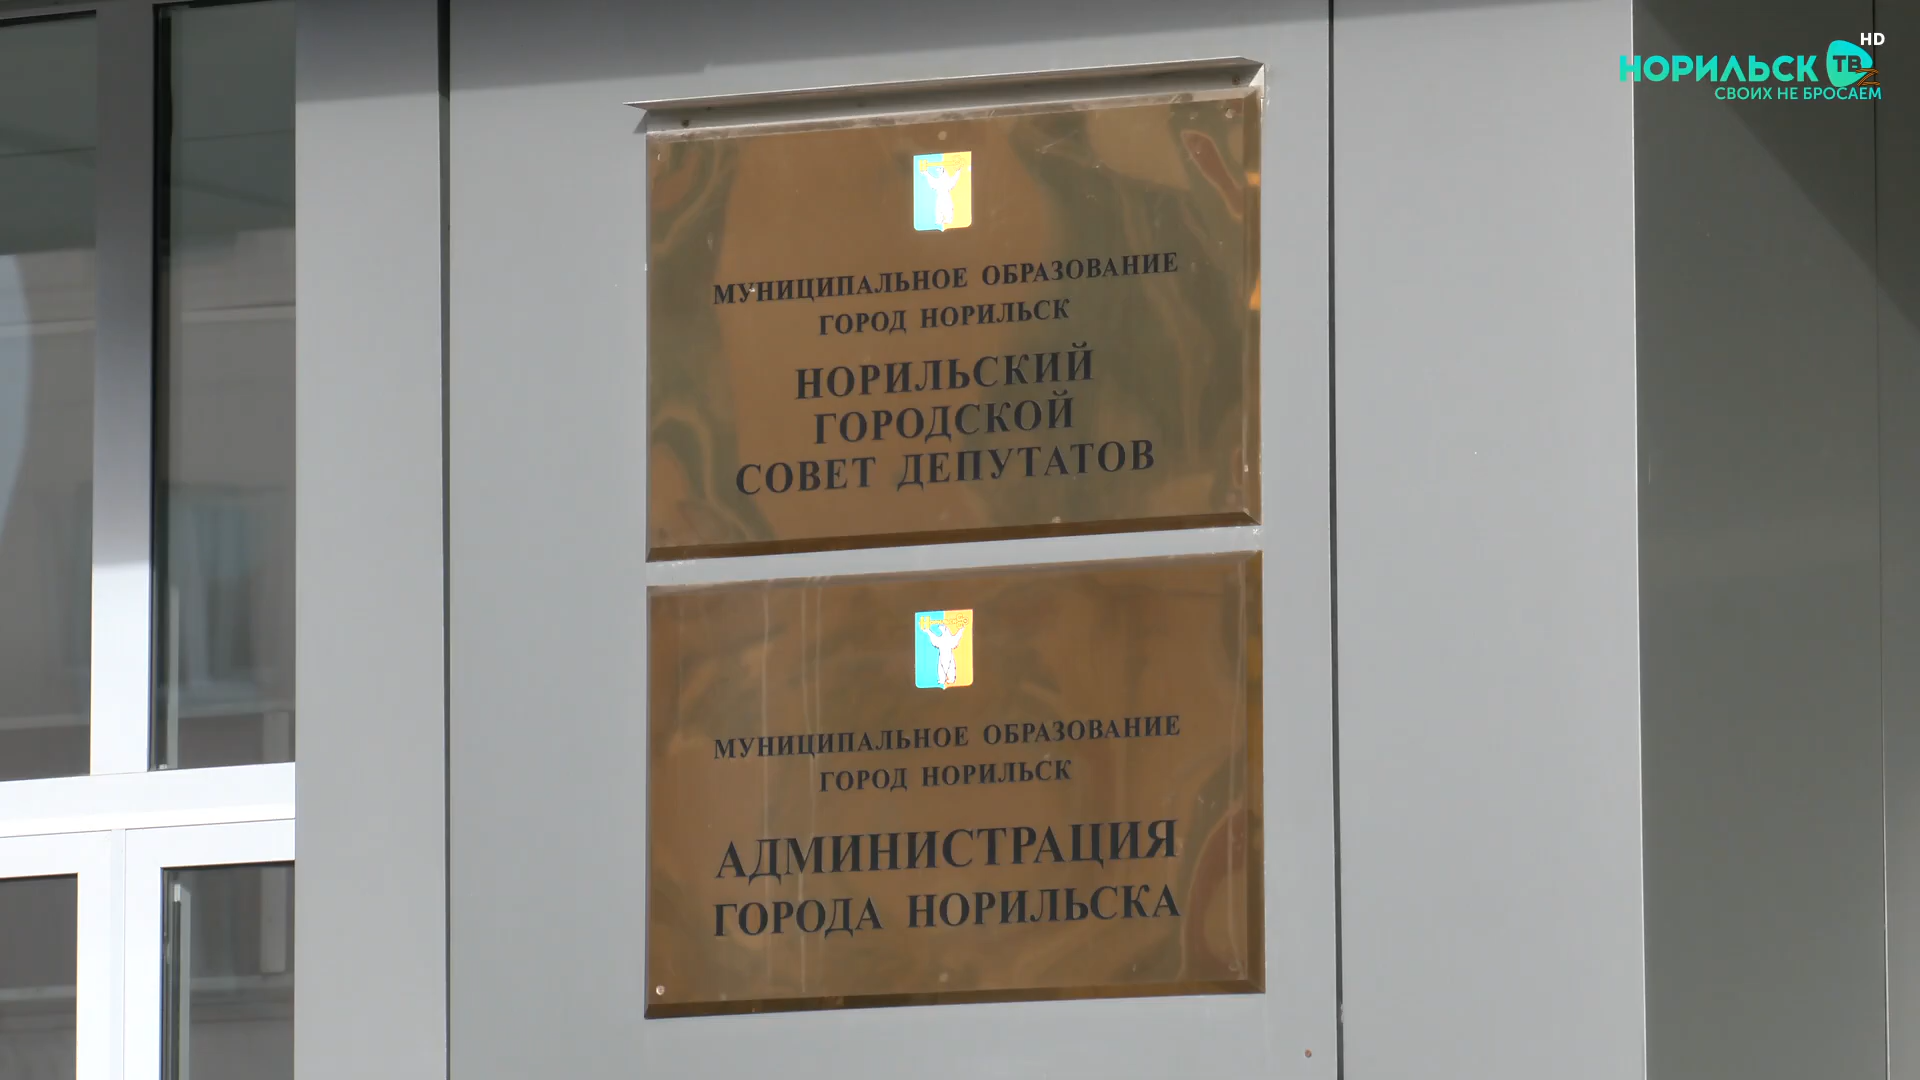 HD
НОРИЛЬСК ТВ
СВОИХ НЕ БРОСАЕМ
МУНИЦИПАЛЬНОЕ ОБРАЗОВАНИЕ
ГОРОД НОРИЛЬСК
НОРИЛЬСКИЙ
ГОРОДСКОЙ
СОВЕТ ДЕПУТАТОВ
МУНИЦИПАЛЬНОЕ ОБРАЗОВАНИЕ
ГОРОД НОРИЛЬСК
АДМИНИСТРАЦИЯ
ГОРОДА НОРИЛЬСКА